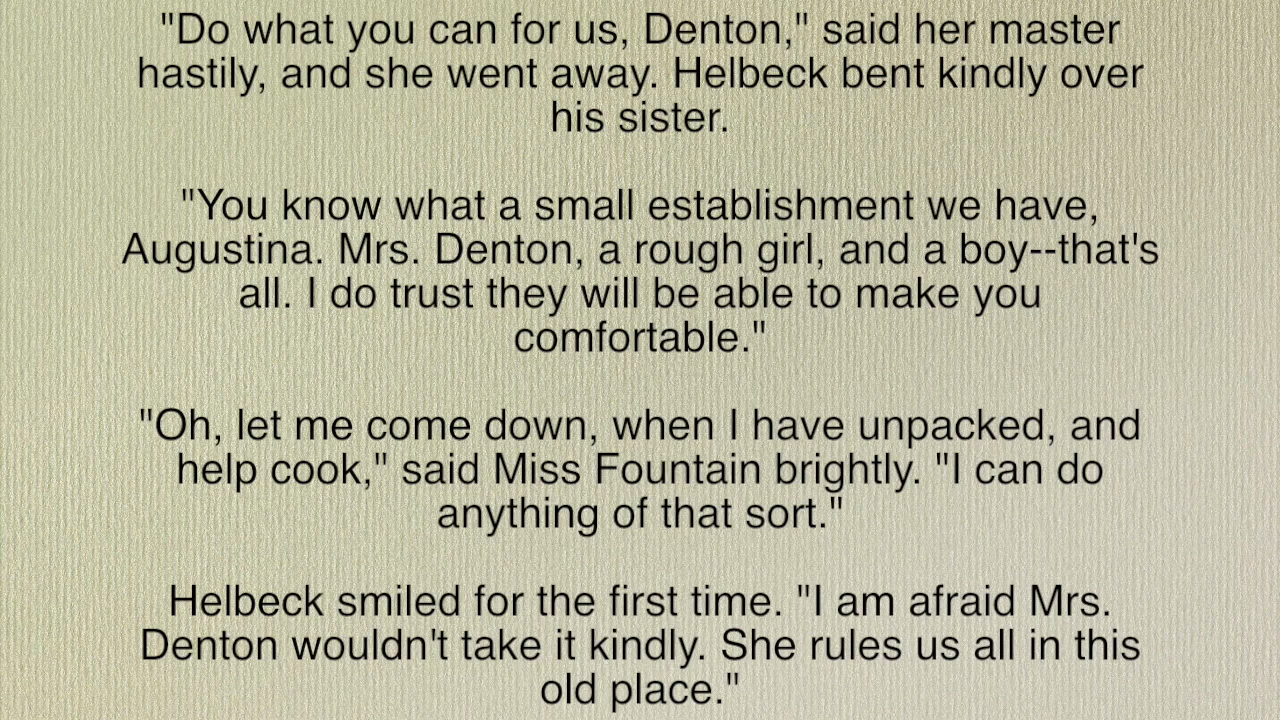 "Do what you can for us, Denton," said her master
hastily, and she went away. Helbeck bent kindly over
his sister.
"You know what a small establishment we have,
Augustina. Mrs. Denton, a rough girl, and a boy--that's
all. I do trust they will be able to make you
comfortable."
"Oh, let me come down, when I have unpacked, and
help cook," said Miss Fountain brightly. "I can do
anything of that sort."
Helbeck smiled for the first time. "I am afraid Mrs.
Denton wouldn't take it kindly. She rules us all in this
old place."